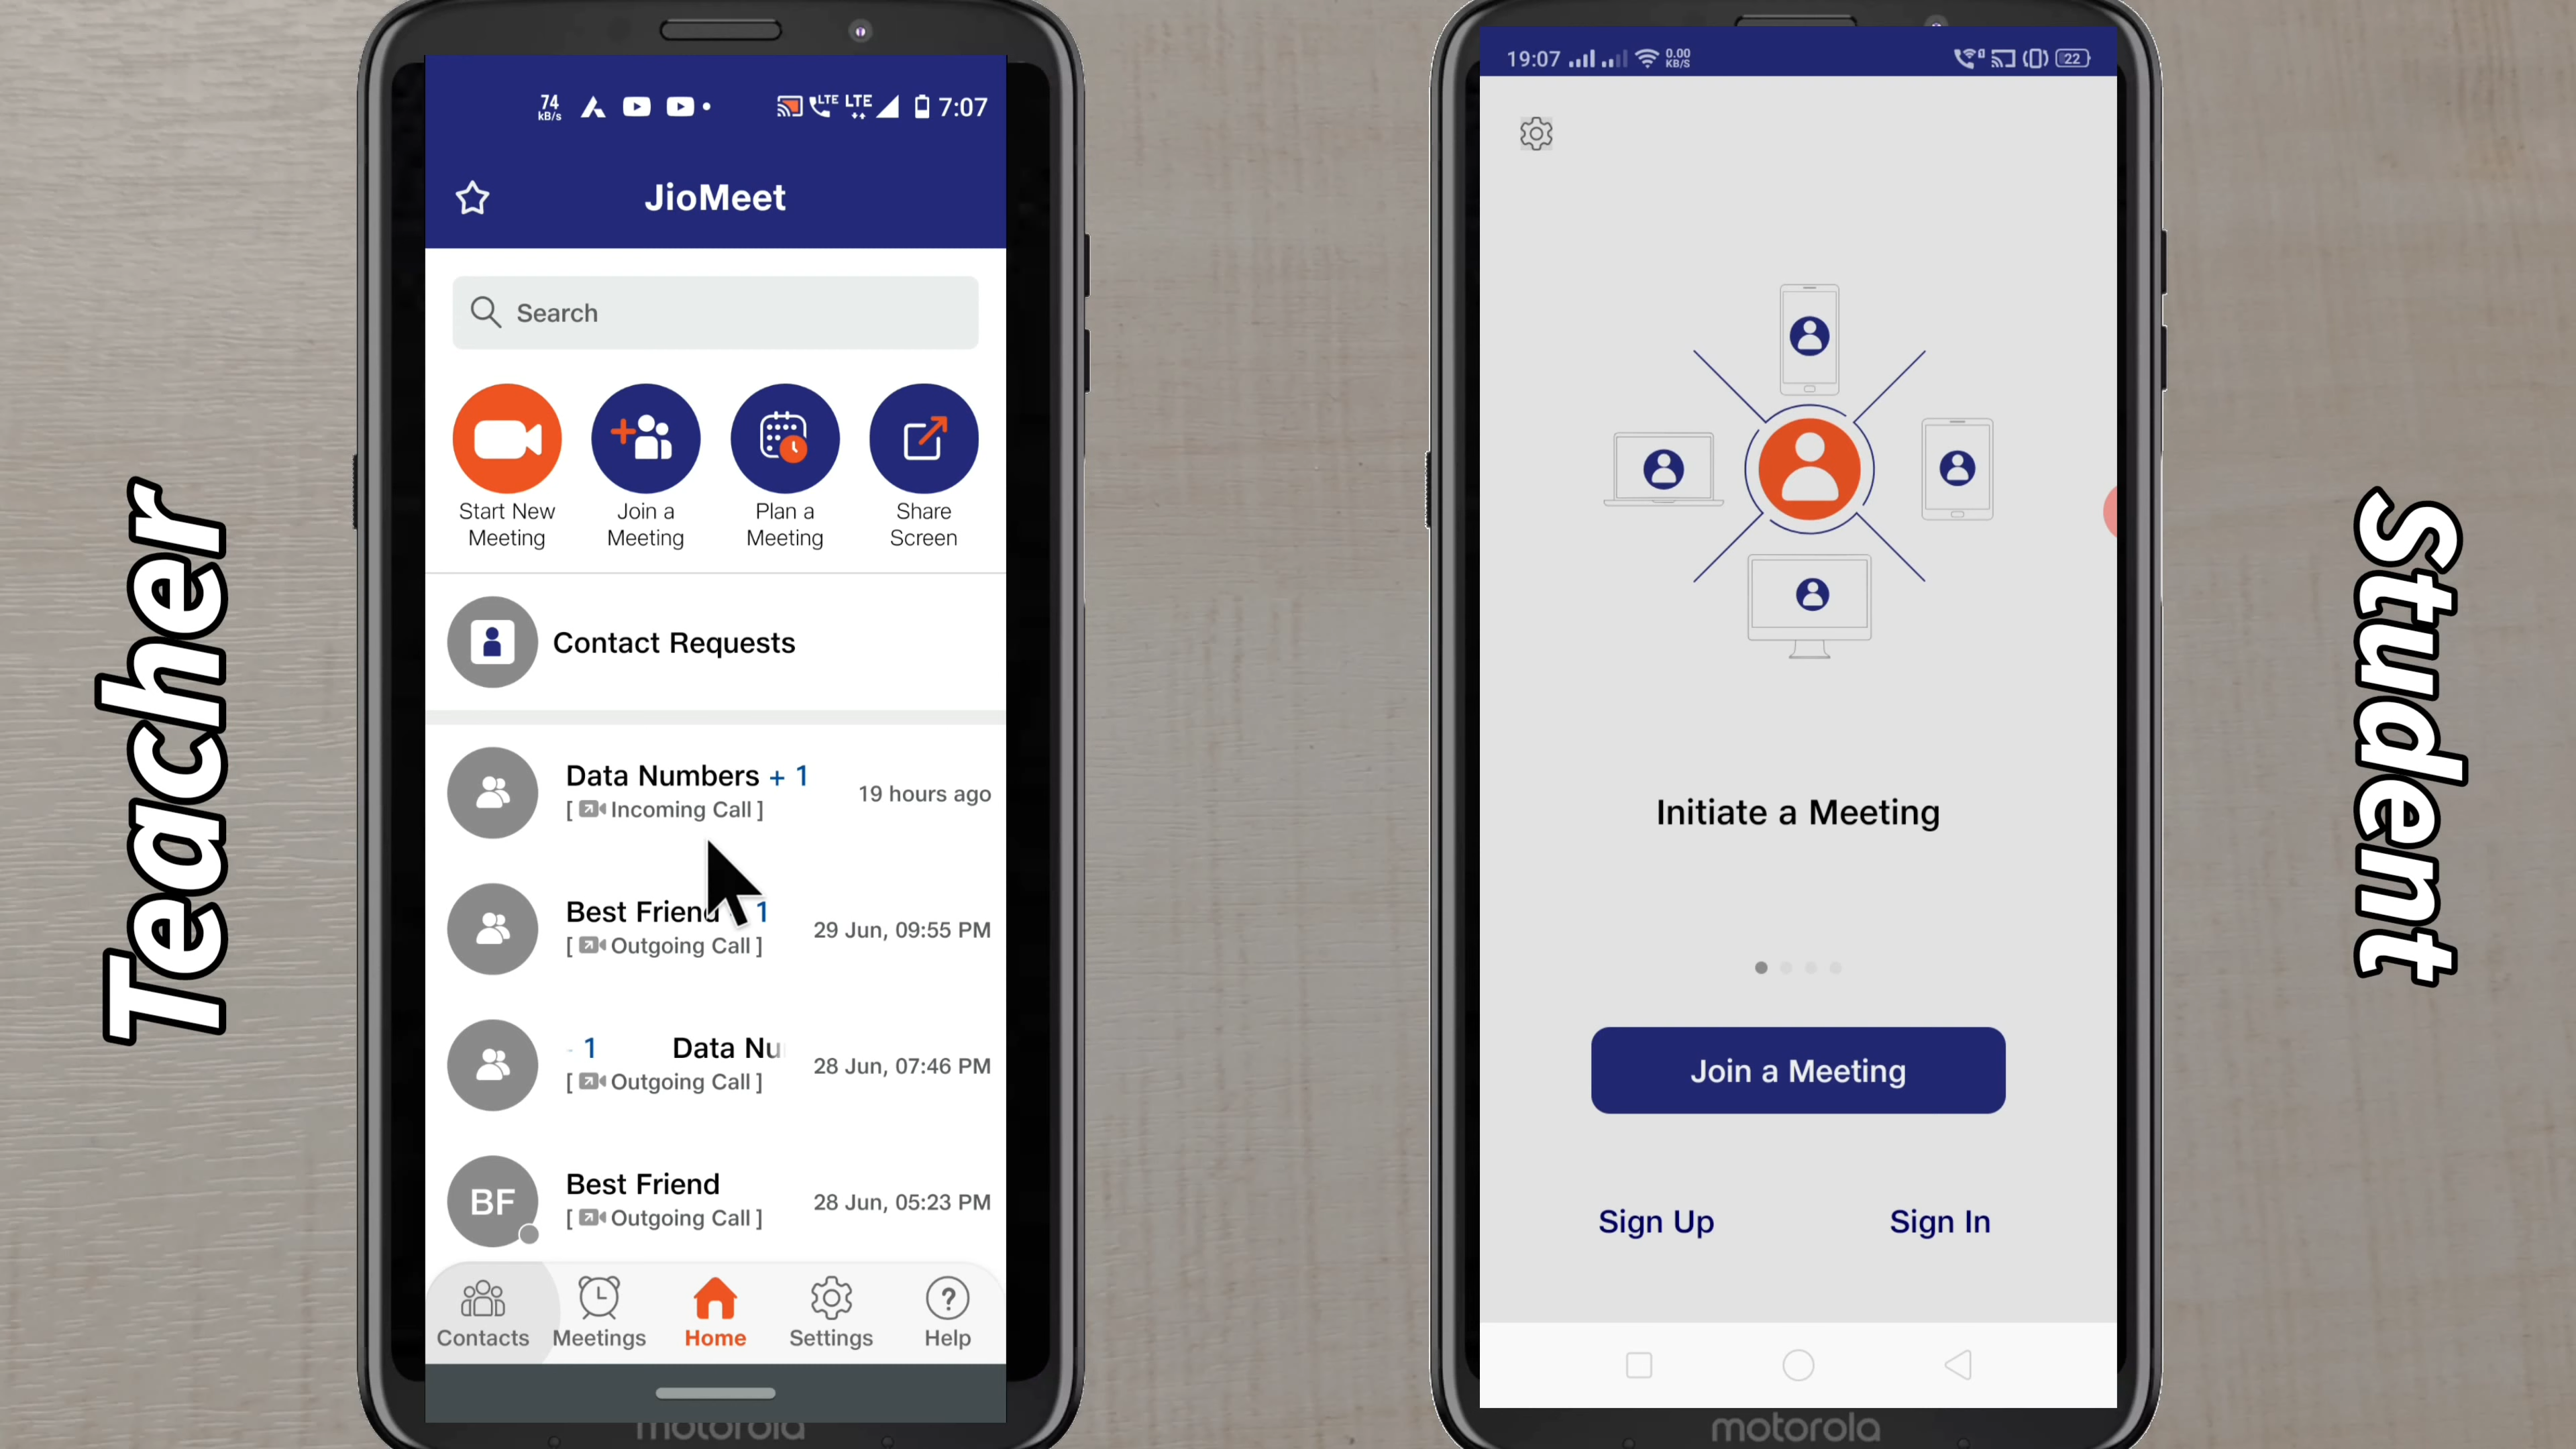 Teacher
74
kB/s
LTE LTE
7:07
JioMeet
Search
Start New
Meeting
Join a
Meeting
Plan a
Meeting
Share
Screen
Contact Requests
Data Numbers + 1
[ Incoming Call ]
19 hours ago
Best Friend 1
[ Outgoing Call ]
29 Jun, 09:55 PM
- 1 Data Nu
[ Outgoing Call ]
28 Jun, 07:46 PM
BF
Best Friend
[ Outgoing Call ]
28 Jun, 05:23 PM
Contacts
Meetings
Home
Settings
?
Help
motorola
19:07
0.00
KB/S
22
Initiate a Meeting
Join a Meeting
Sign Up
Sign In
motorola
Student